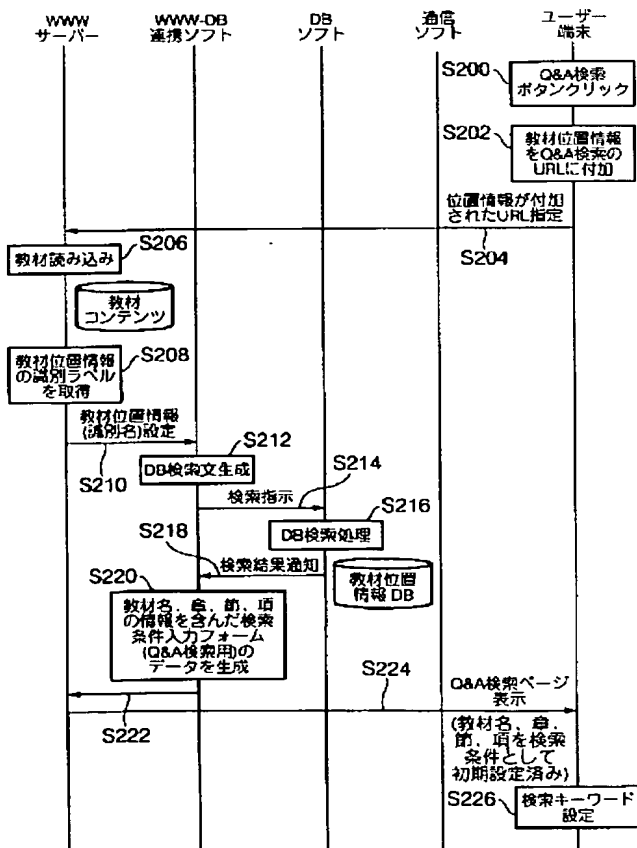 WWW
サーバー
WWW-DB
連携ソフト
DB
ソフト
通信
ソフト
ユーザー
端末
S200
Q&A検索
ボタンクリック
S202
教材位置情報
をQ&A検索の
URLに付加
位置情報が付加
されたURL指定
S204
S206
教材読み込み
教材
コンテンツ
S208
教材位置情報
の識別ラベル
を取得
教材位置情報
(識別名)設定
S210
S212
DB検索文生成
S214
検索指示
S216
DB検索処理
S218
検索結果通知
教材位置
情報DB
S220
教材名、章、節、項
の情報を含んだ検索
条件入力フォーム
(Q&A検索用)の
データを生成
S222
S224
Q&A検索ページ
表示
(教材名、章、
節、項を検索
条件として
初期設定済み)
S226
検索キーワード
設定